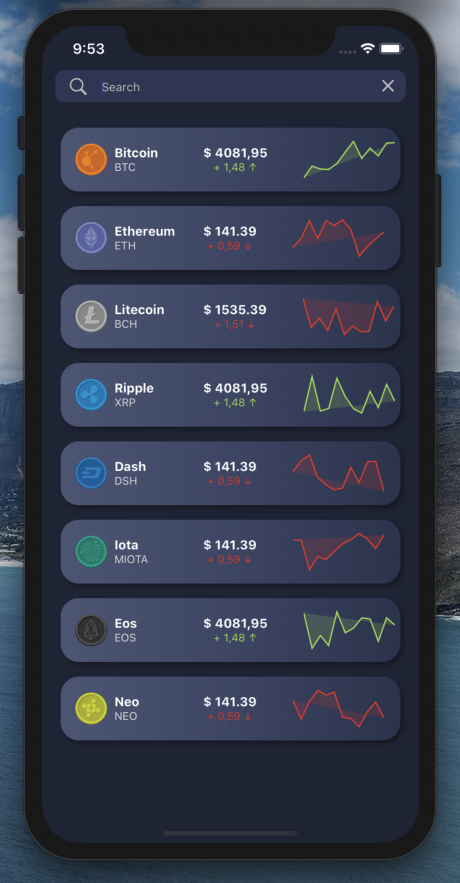 9:53
Search
Bitcoin $ 4081,95
BTC + 1,48 ↑
Ethereum $ 141.39
ETH + 0,59 ↓
Litecoin $ 1535.39
BCH + 1,51 ↓
Ripple $ 4081,95
XRP + 1,48 ↑
Dash $ 141.39
DSH + 0,59 ↓
Iota $ 141.39
MIOTA + 0,59 ↓
Eos $ 4081,95
EOS + 1,48 ↑
Neo $ 141.39
NEO + 0,59 ↓